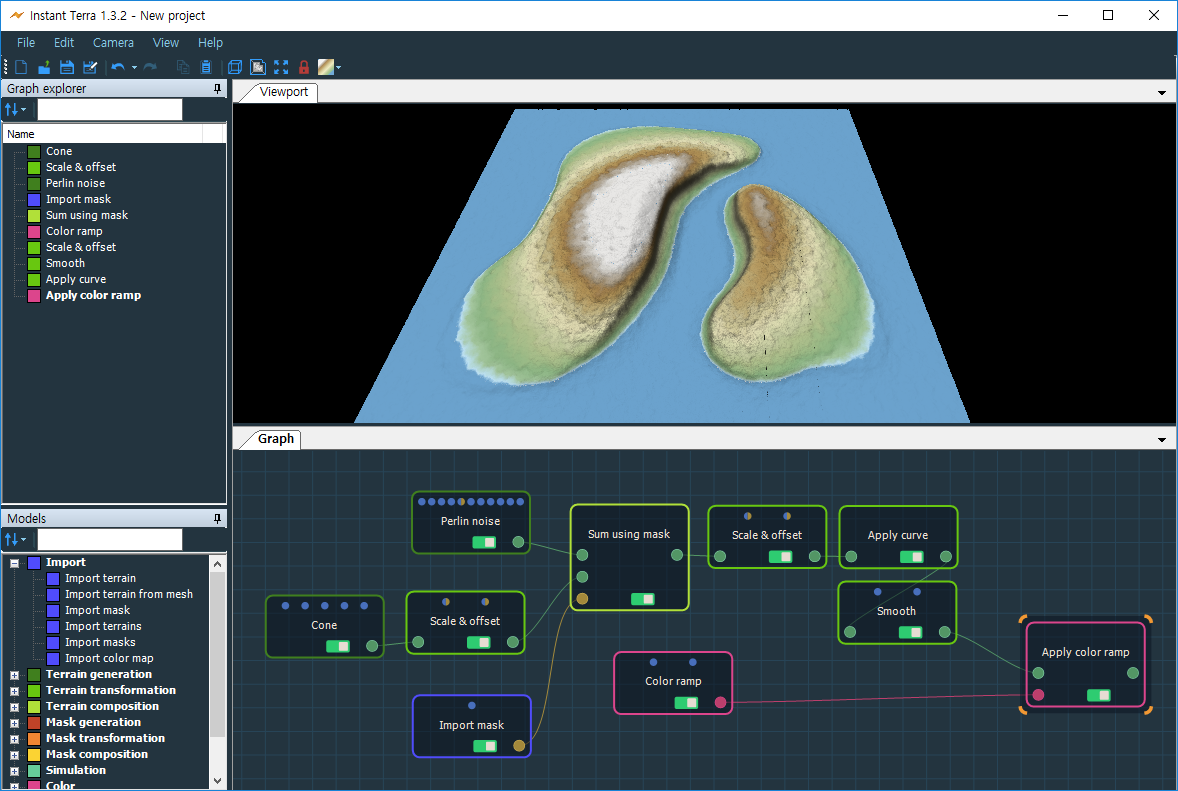 Instant Terra 1.3.2 - New project
File Edit Camera View Help
Graph explorer
Name
Cone
Scale & offset
Perlin noise
Import mask
Sum using mask
Color ramp
Scale & offset
Smooth
Apply curve
Apply color ramp
Models
Import
Import terrain
Import terrain from mesh
Import mask
Import terrains
Import masks
Import color map
Terrain generation
Terrain transformation
Terrain composition
Mask generation
Mask transformation
Mask composition
Simulation
Color
Viewport
Graph
Perlin noise
Sum using mask
Scale & offset
Apply curve
Cone
Scale & offset
Smooth
Color ramp
Apply color ramp
Import mask